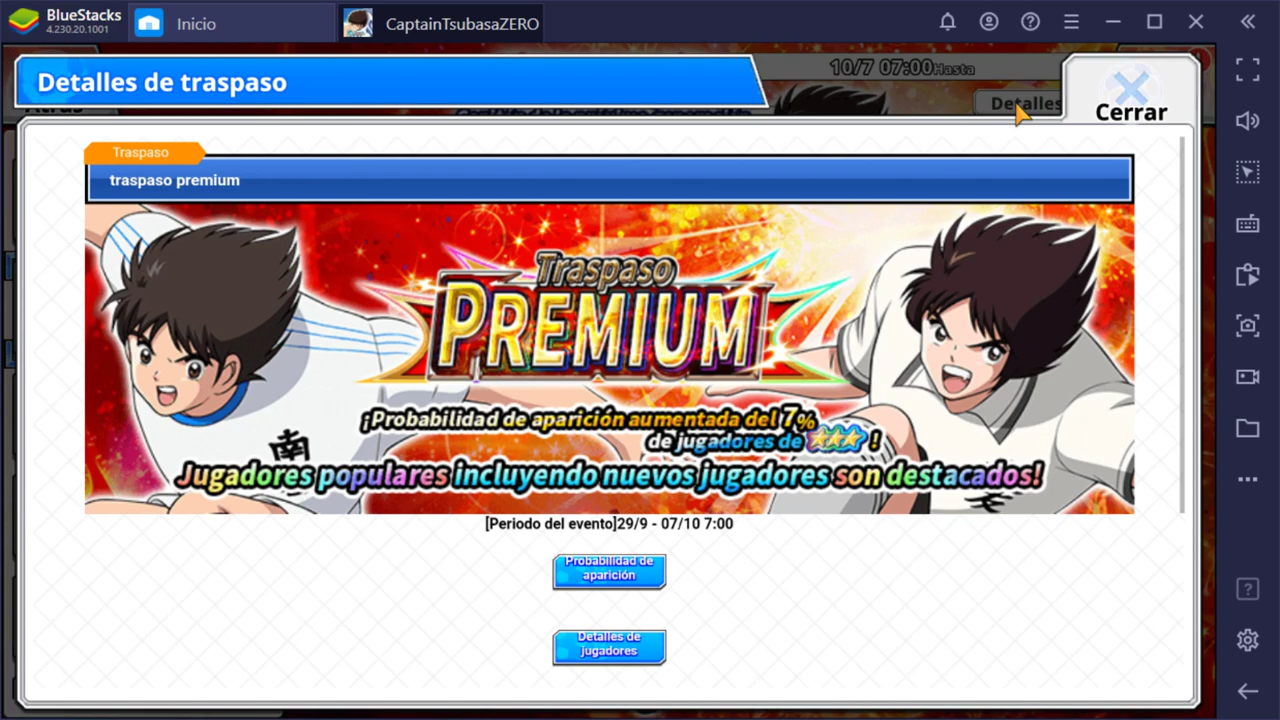 BlueStacks
4.230.20.1001
Inicio
CaptainTsubasaZERO
Detalles de traspaso
10/7 07:00Hasta
Detalles
Cerrar
Traspaso
traspaso premium
Traspaso
PREMIUM
¡Probabilidad de aparición aumentada del 7%
de jugadores de ★★★ !
Jugadores populares incluyendo nuevos jugadores son destacados!
南
[Periodo del evento]29/9 - 07/10 7:00
Probabilidad de
aparición
Detalles de
jugadores